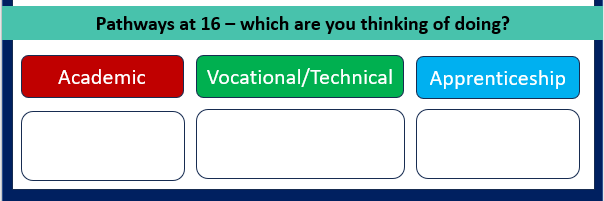 Pathways at 16 – which are you thinking of doing?
Academic
Vocational/Technical
Apprenticeship